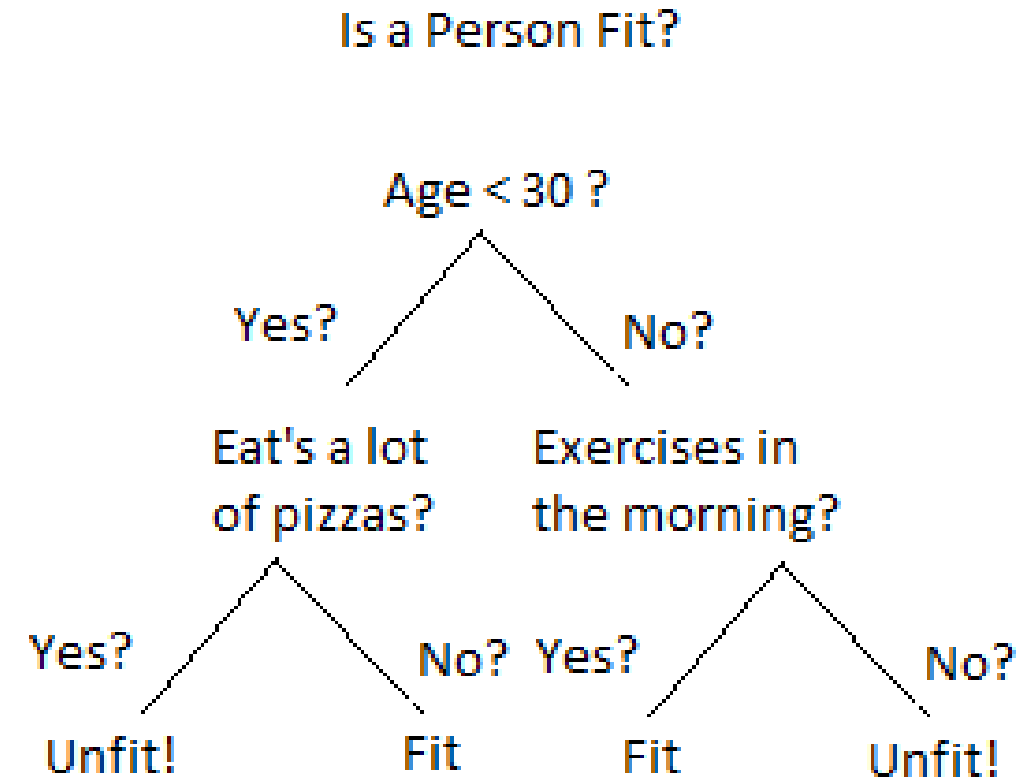 Is a Person Fit?
Age < 30 ?
Yes?
No?
Eat's a lot
of pizzas?
Exercises in
the morning?
Yes?
No?
Yes?
No?
Unfit!
Fit
Fit
Unfit!